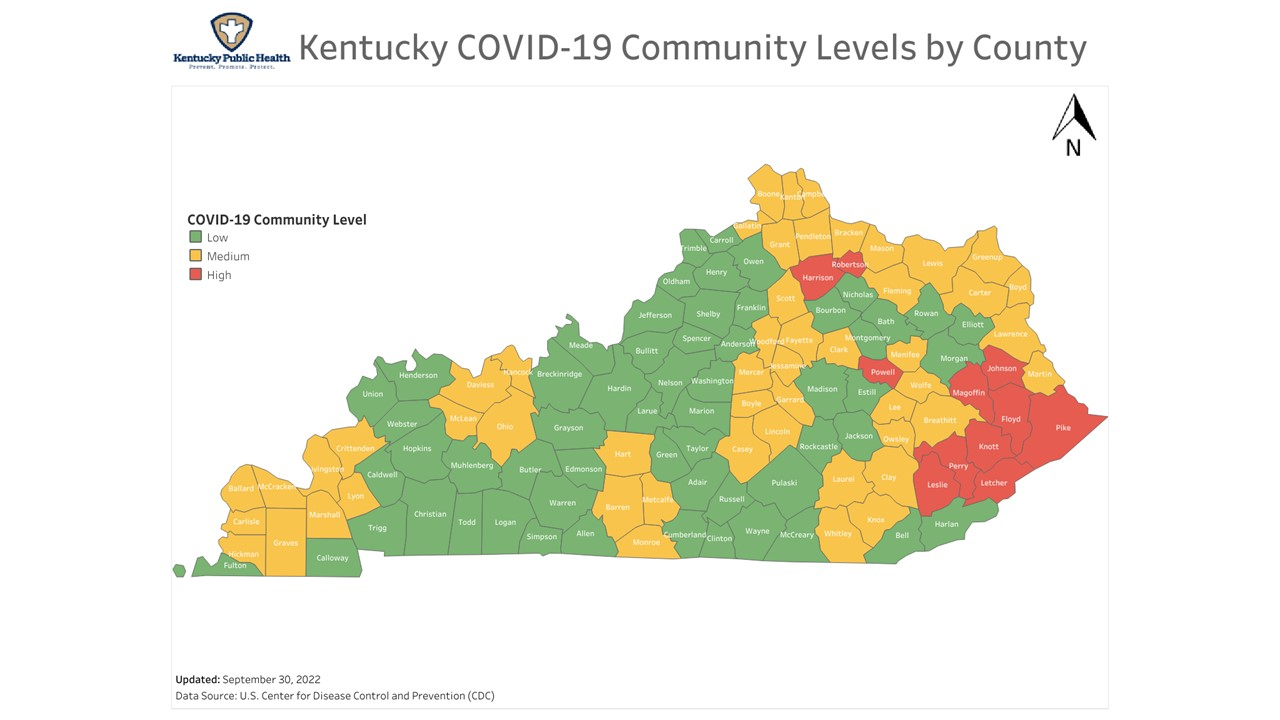 Kentucky Public Health
Prevent. Promote. Protect.
Kentucky COVID-19 Community Levels by County
N
COVID-19 Community Level
Low
Medium
High
Boone
Campbe
Gallatin
Grant
Pendleton
Bracken
Mason
Lewis
Greenup
Boyd
Carter
Trimble
Carroll
Owen
Henry
Oldham
Harrison
Robertson
Nicholas
Fleming
Rowan
Elliott
Lawrence
Scott
Bourbon
Bath
Franklin
Shelby
Jefferson
Spencer
Anderson
Woodford
Fayette
Clark
Montgomery
Menifee
Morgan
Johnson
Martin
Bullitt
Meade
Breckinridge
Hardin
Nelson
Washington
Mercer
Jessamine
Madison
Powell
Estill
Wolfe
Magoffin
Floyd
Pike
Henderson
Union
Daviess
Hancock
Webster
McLean
Ohio
Grayson
Larue
Marion
Boyle
Garrard
Lincoln
Lee
Breathitt
Jackson
Owsley
Knott
Crittenden
Hopkins
Muhlenberg
Butler
Edmonson
Hart
Green
Taylor
Casey
Rockcastle
Perry
Leslie
Letcher
Ballard
McCracken
ivingston
Lyon
Caldwell
Warren
Barren
Metcalfe
Adair
Russell
Pulaski
Laurel
Clay
Carlisle
Graves
Marshall
Trigg
Christian
Todd
Logan
Simpson
Allen
Monroe
Cumberland
Clinton
Wayne
McCreary
Whitley
Knox
Bell
Harlan
Hickman
Fulton
Calloway
Updated: September 30, 2022
Data Source: U.S. Center for Disease Control and Prevention (CDC)